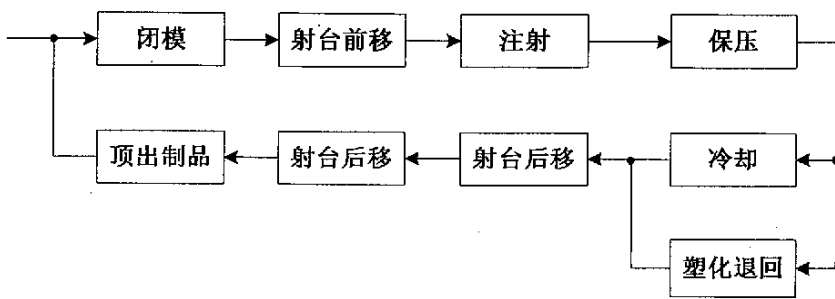 闭模
射台前移
注射
保压
顶出制品
射台后移
射台后移
冷却
塑化退回